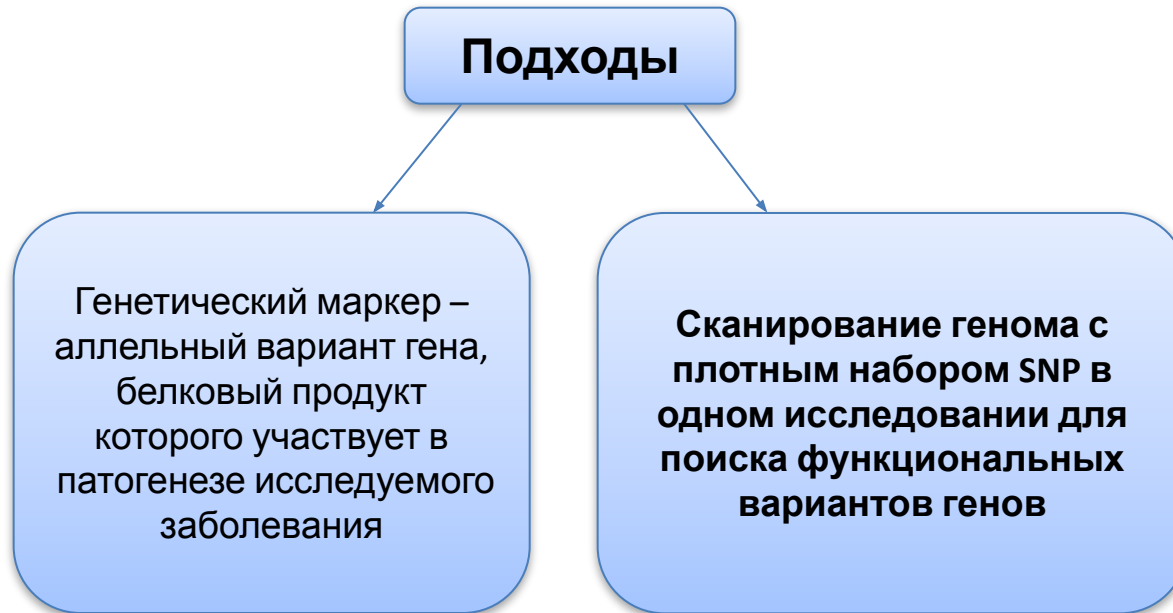 Подходы
Генетический маркер –
аллельный вариант гена,
белковый продукт
которого участвует в
патогенезе исследуемого
заболевания
Сканирование генома с
плотным набором SNP в
одном исследовании для
поиска функциональных
вариантов генов